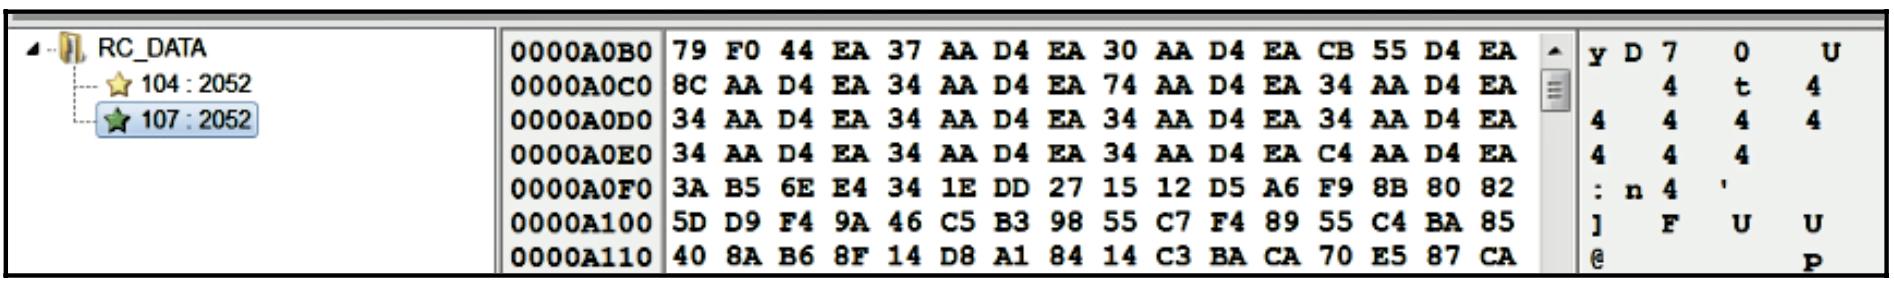 RC_DATA
104 : 2052
107 : 2052
0000A0B0 79 F0 44 EA 37 AA D4 EA 30 AA D4 EA CB 55 D4 EA y D 7 0 U
0000A0C0 8C AA D4 EA 34 AA D4 EA 74 AA D4 EA 34 AA D4 EA 4 t 4
0000A0D0 34 AA D4 EA 34 AA D4 EA 34 AA D4 EA 34 AA D4 EA 4 4 4 4
0000A0E0 34 AA D4 EA 34 AA D4 EA 34 AA D4 EA C4 AA D4 EA 4 4 4
0000A0F0 3A B5 6E E4 34 1E DD 27 15 12 D5 A6 F9 8B 80 82 : n 4 '
0000A100 5D D9 F4 9A 46 C5 B3 98 55 C7 F4 89 55 C4 BA 85 ] F U U
0000A110 40 8A B6 8F 14 D8 A1 84 14 C3 BA CA 70 E5 87 CA @ P